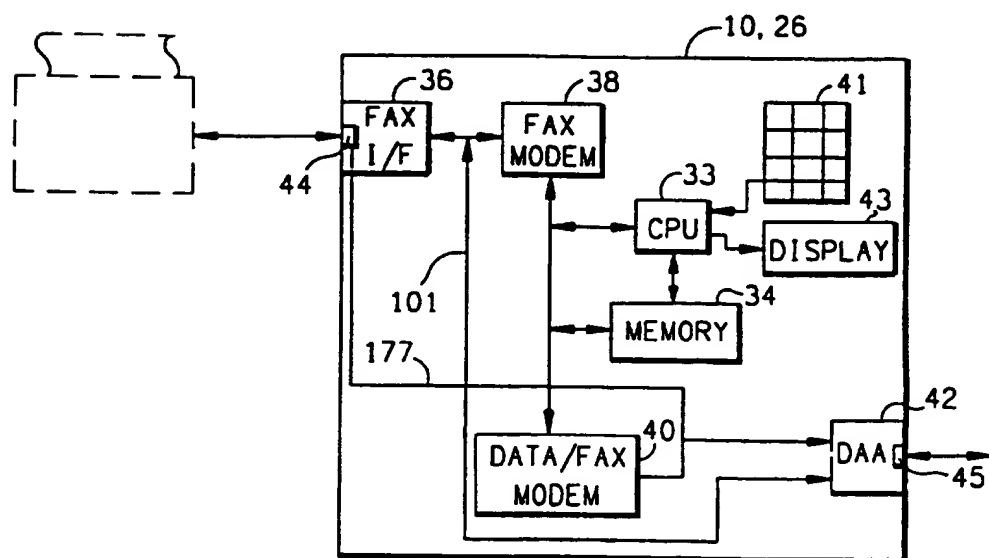 10, 26
36
FAX
I/F
44
38
FAX
MODEM
41
33
CPU
43
DISPLAY
34
MEMORY
101
177
40
DATA/FAX
MODEM
42
DAA
45